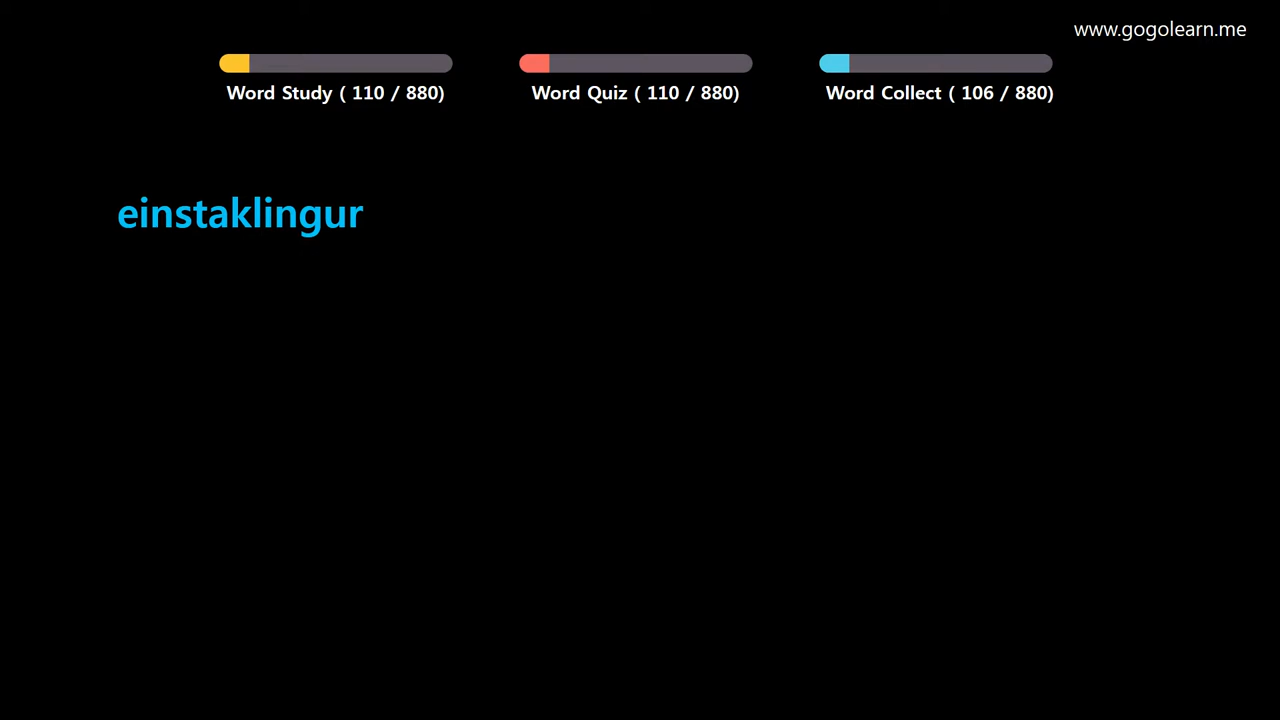 www.gogolearn.me
Word Study ( 110 / 880)
Word Quiz ( 110 / 880)
Word Collect ( 106 / 880)
einstaklingur